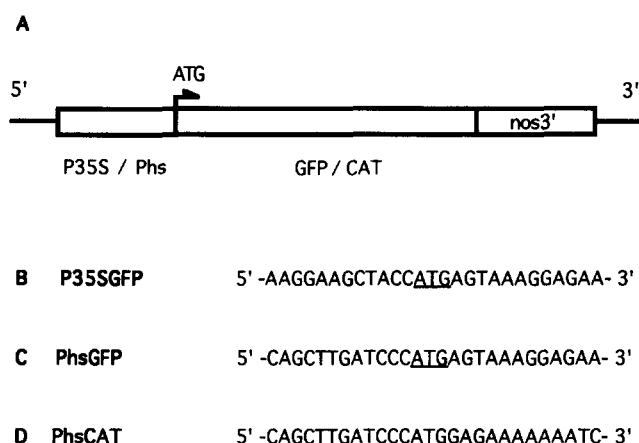 A
ATG
5' 3'
nos3'
P35S / Phs GFP / CAT
B P35SGFP 5' -AAGGAAGCTACCATGAGTAAAGGAGAA- 3'
C PhsGFP 5' -CAGCTTGATCCCATGAGTAAAGGAGAA- 3'
D PhsCAT 5' -CAGCTTGATCCCATGGAGAAAAAAATC- 3'